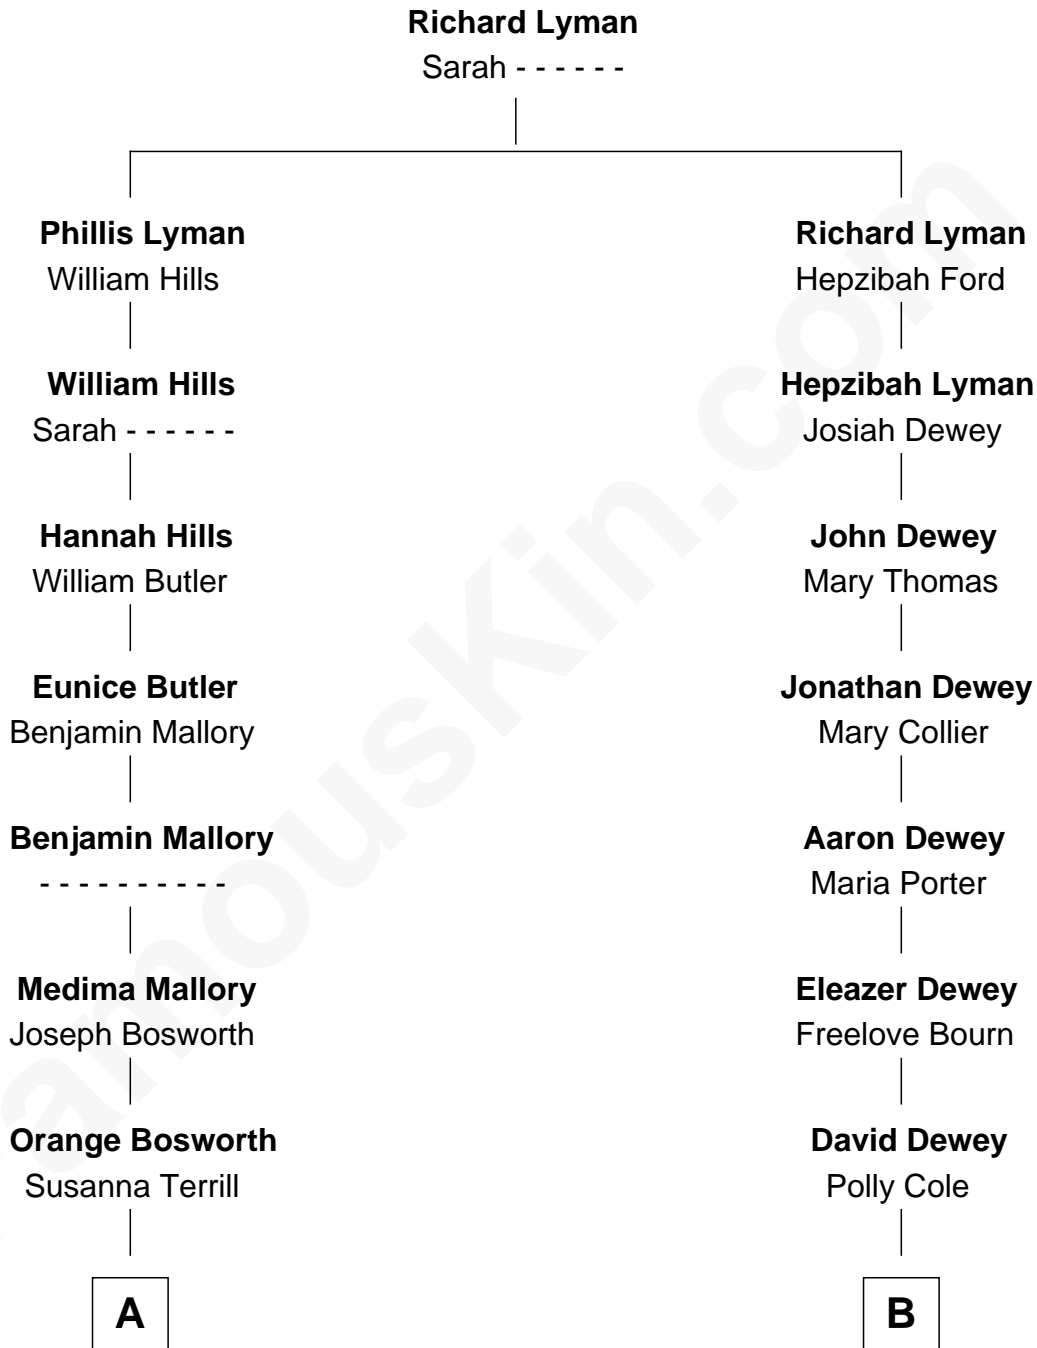 Richard Lyman
Sarah - - - - - -
Phillis Lyman
William Hills
Richard Lyman
Hepzibah Ford
William Hills
Sarah - - - - - -
Hepzibah Lyman
Josiah Dewey
Hannah Hills
William Butler
John Dewey
Mary Thomas
Eunice Butler
Benjamin Mallory
Jonathan Dewey
Mary Collier
Benjamin Mallory
- - - - - - - - - -
Aaron Dewey
Maria Porter
Medima Mallory
Joseph Bosworth
Eleazer Dewey
Freelove Bourn
Orange Bosworth
Susanna Terrill
David Dewey
Polly Cole
A
B
famouskin.com